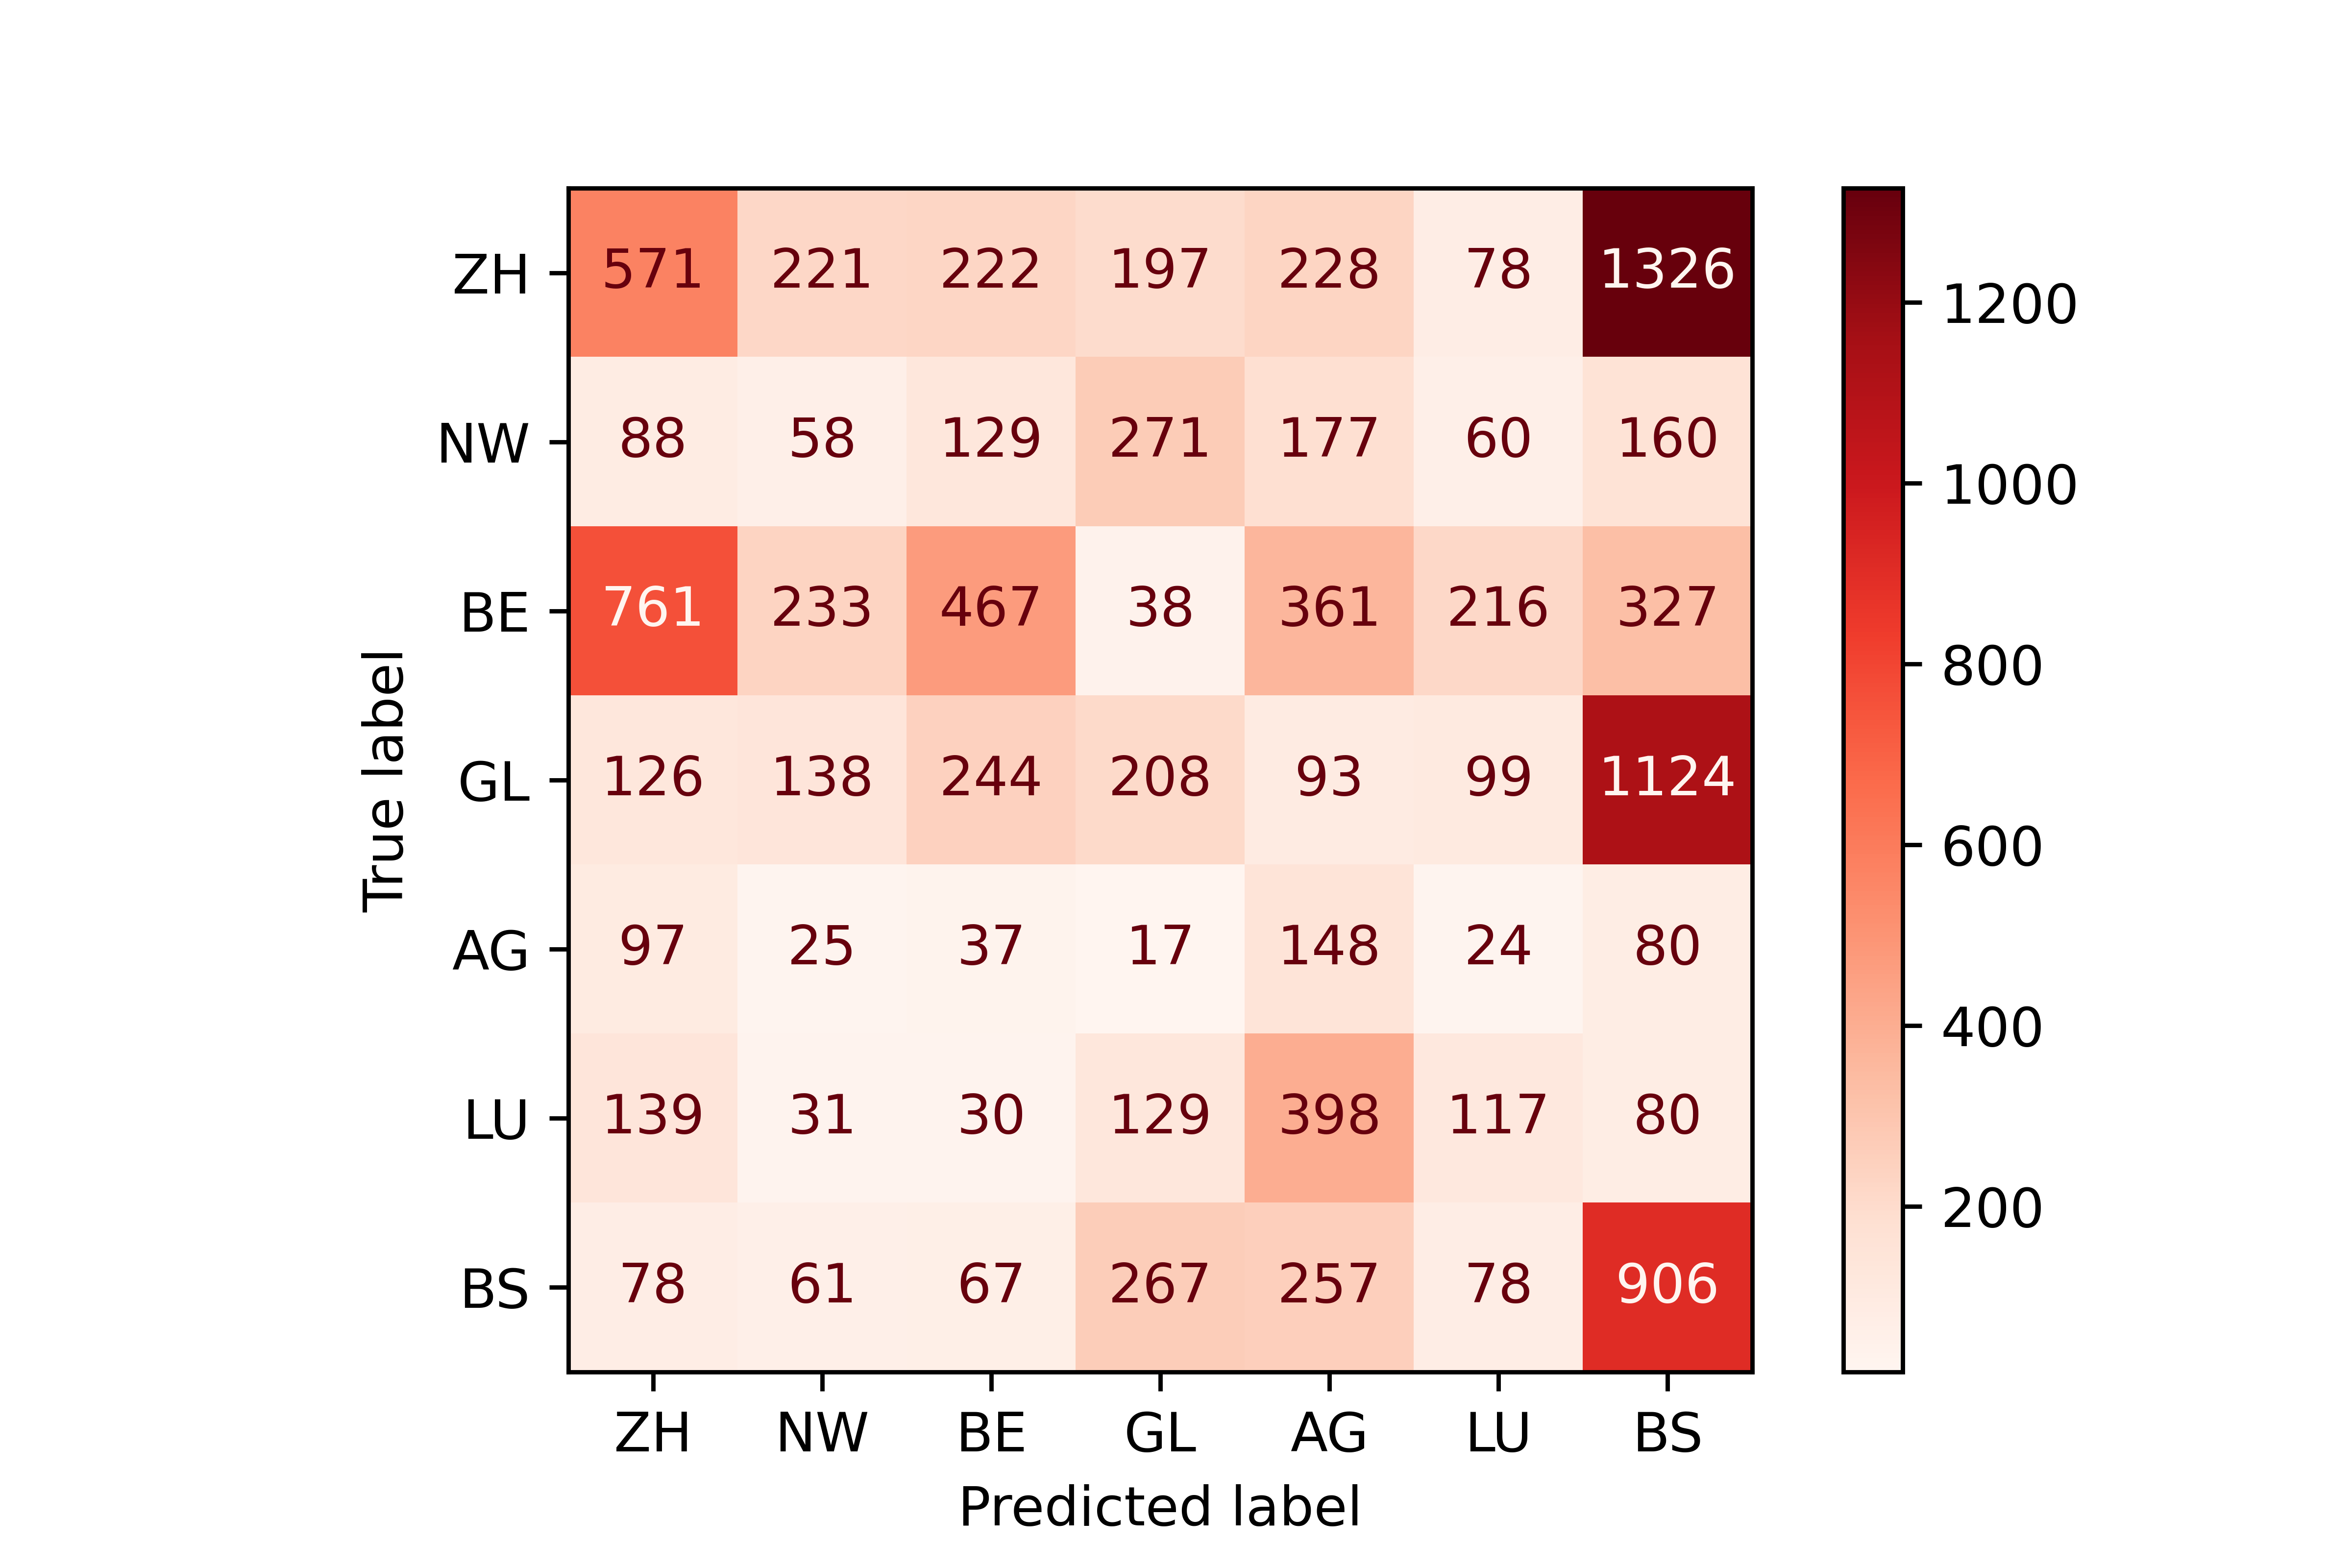 ZH 571 221 222 197 228 78 1326
NW 88 58 129 271 177 60 160
BE 761 233 467 38 361 216 327
GL 126 138 244 208 93 99 1124
AG 97 25 37 17 148 24 80
LU 139 31 30 129 398 117 80
BS 78 61 67 267 257 78 906
ZH NW BE GL AG LU BS
Predicted label
True label
1200
1000
800
600
400
200